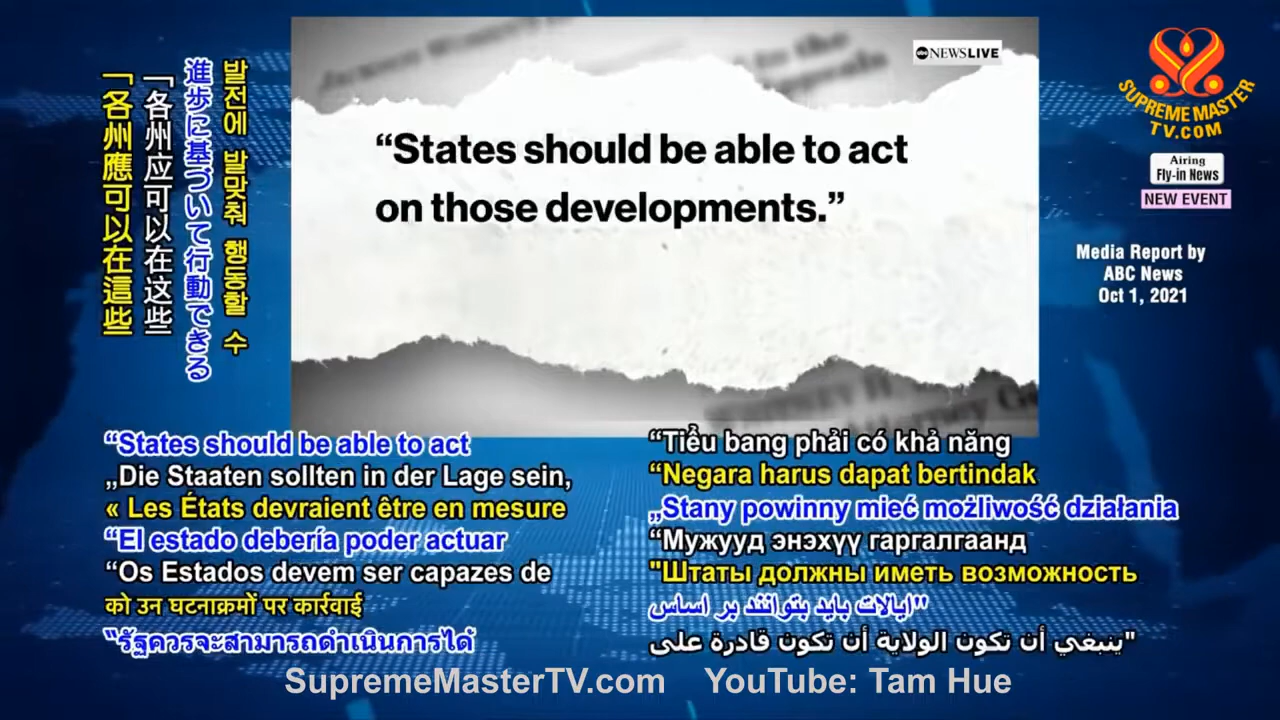 abc NEWS LIVE
“States should be able to act
on those developments.”
SUPREME MASTER
TV.COM
Airing
Fly-in News
NEW EVENT
Media Report by
ABC News
Oct 1, 2021
발전에 발맞춰 행동할 수
進歩に基づいて行動できる
「各州应可以在这些
「各州應可以在這些
“States should be able to act
„Die Staaten sollten in der Lage sein,
« Les États devraient être en mesure
“El estado debería poder actuar
“Os Estados devem ser capazes de
को उन घटनाक्रमों पर कार्रवाई
“รัฐควรจะสามารถดำเนินการได้
“Tiểu bang phải có khả năng
“Negara harus dapat bertindak
„Stany powinny mieć możliwość działania
“Мужууд энэхүү гаргалгаанд
"Штаты должны иметь возможность
"ایالات باید بتوانند بر اساس
"ينبغي أن تكون الولاية أن تكون قادرة على
SupremeMasterTV.com YouTube: Tam Hue